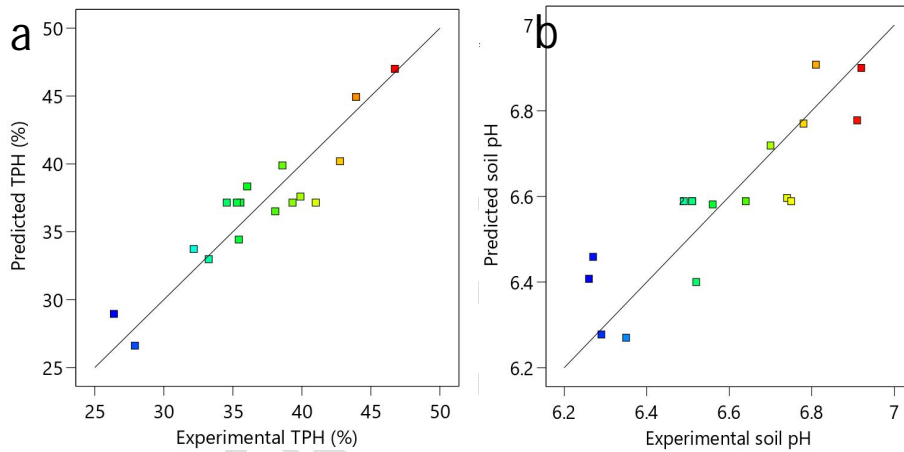 a
50
45
40
35
30
25
Predicted TPH (%)
25 30 35 40 45 50
Experimental TPH (%)
b
7
6.8
6.6
6.4
6.2
Predicted soil pH
6.2 6.4 6.6 6.8 7
Experimental soil pH